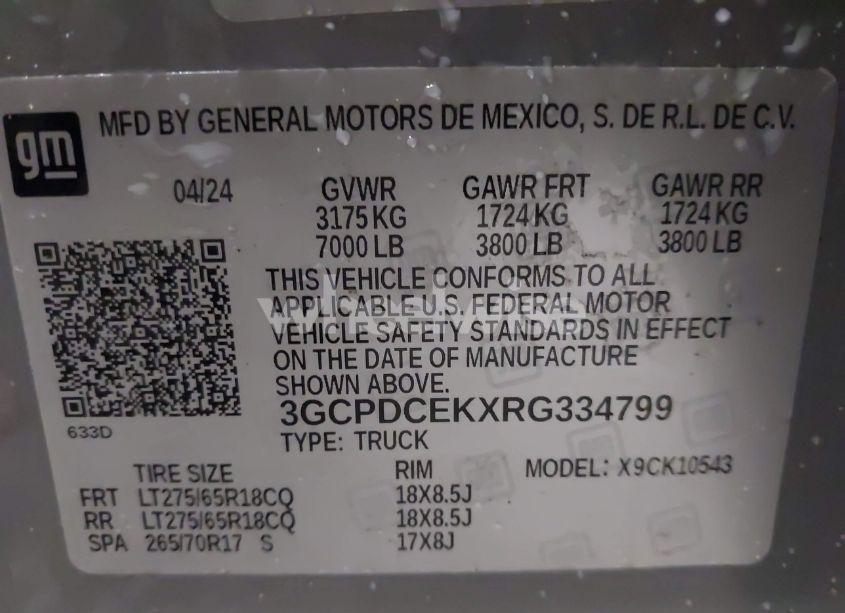 gm
MFD BY GENERAL MOTORS DE MEXICO, S. DE R.L. DE C.V.
04/24 GVWR GAWR FRT GAWR RR
3175 KG 1724 KG 1724 KG
7000 LB 3800 LB 3800 LB
THIS VEHICLE CONFORMS TO ALL
APPLICABLE U.S. FEDERAL MOTOR
VEHICLE SAFETY STANDARDS IN EFFECT
ON THE DATE OF MANUFACTURE
SHOWN ABOVE.
3GCPDCEKXRG334799
633D
TYPE: TRUCK
TIRE SIZE RIM MODEL: X9CK10543
FRT LT275/65R18CQ 18X8.5J
RR LT275/65R18CQ 18X8.5J
SPA 265/70R17 S 17X8J